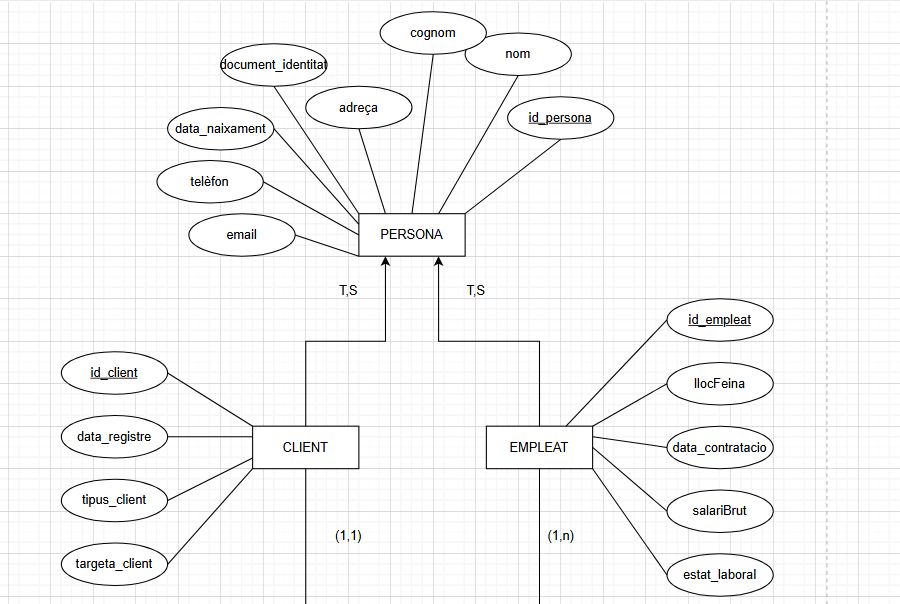 cognom
nom
document_identitat
adreça
id_persona
data_naixament
telèfon
email
PERSONA
T,S
T,S
id_empleat
id_client
llocFeina
data_registre
CLIENT
EMPLEAT
data_contratacio
tipus_client
salariBrut
(1,1)
(1,n)
targeta_client
estat_laboral